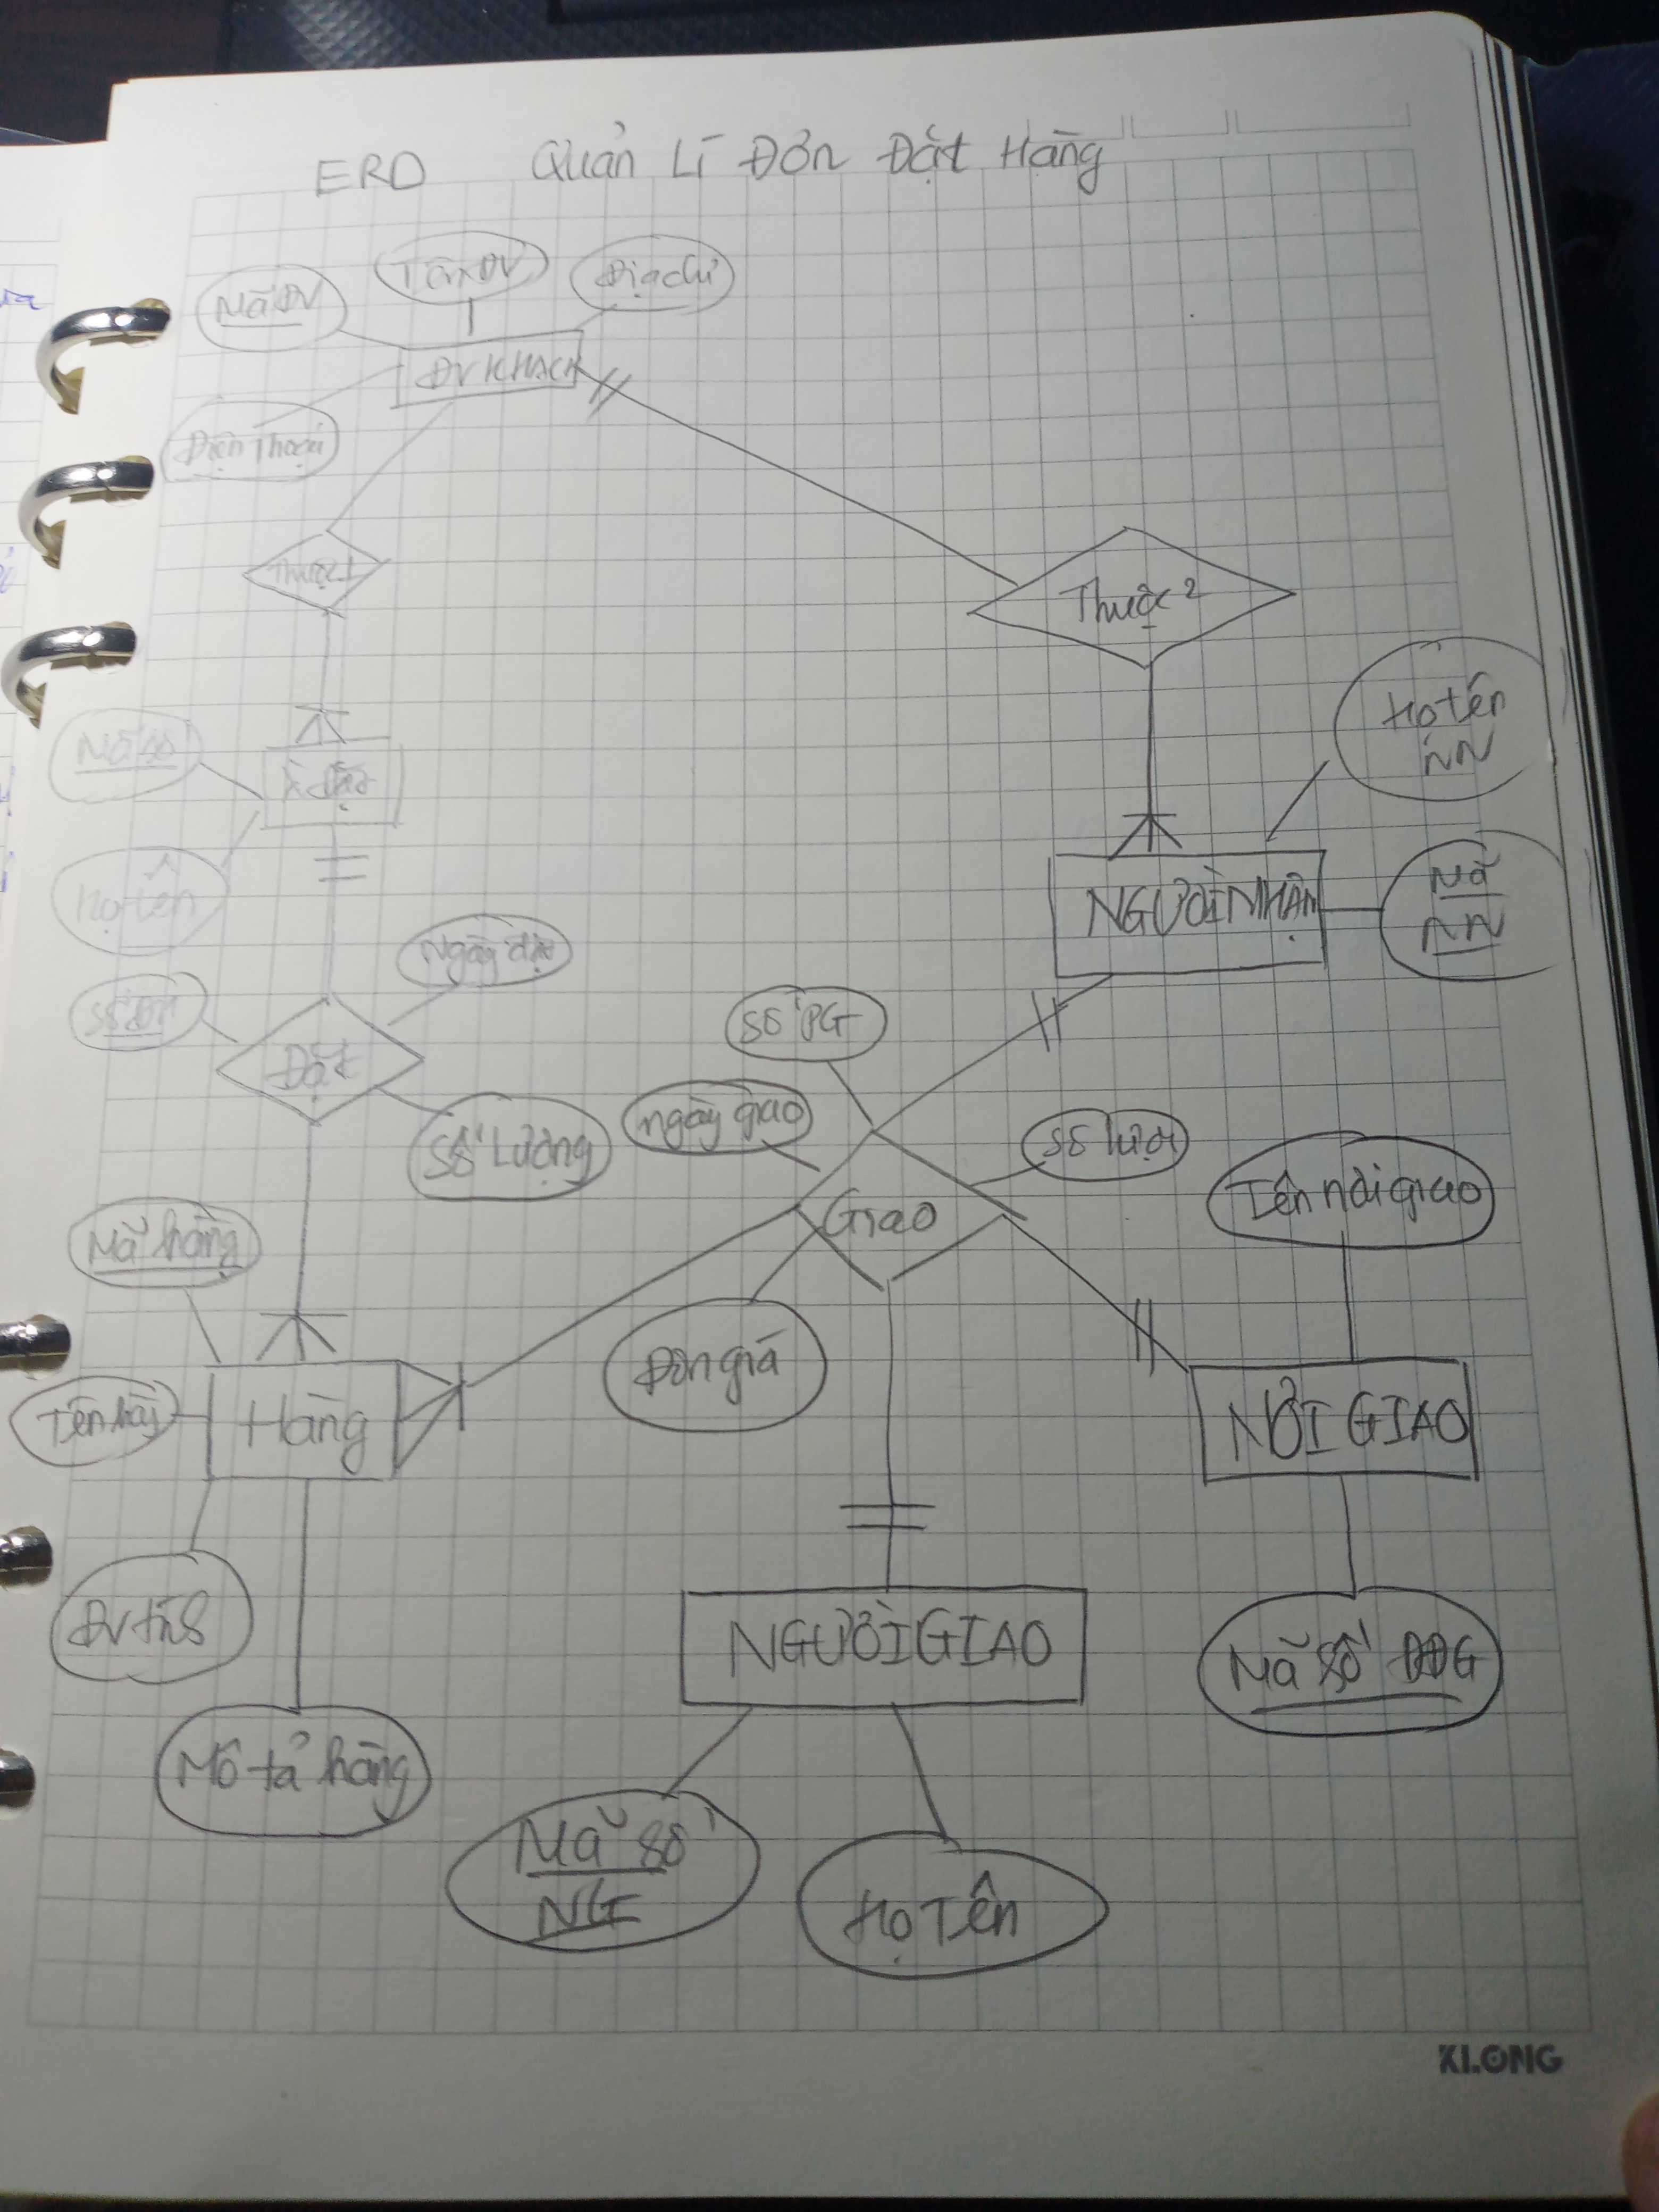 ERD Quản Lí Đơn Đặt Hàng
Mã ĐV
Tên ĐV
Địa chỉ
ĐV KHÁCH
Điện Thoại
Thuộc 1
Thuộc 2
Mã số
Họ tên
Họ tên
NN
Mã
NN
NGƯỜI NHẬN
Ngày đặt
Số đơn
Đặt
Số Lượng
Số PG
ngày giao
Số lượng
Giao
Tên nơi giao
Mã hàng
Đơn giá
Tên hàng
Hàng
NƠI GIAO
ĐV tính
NGƯỜI GIAO
Mã số ĐĐG
Mô tả hàng
Mã số
NG
Họ Tên
KLONG